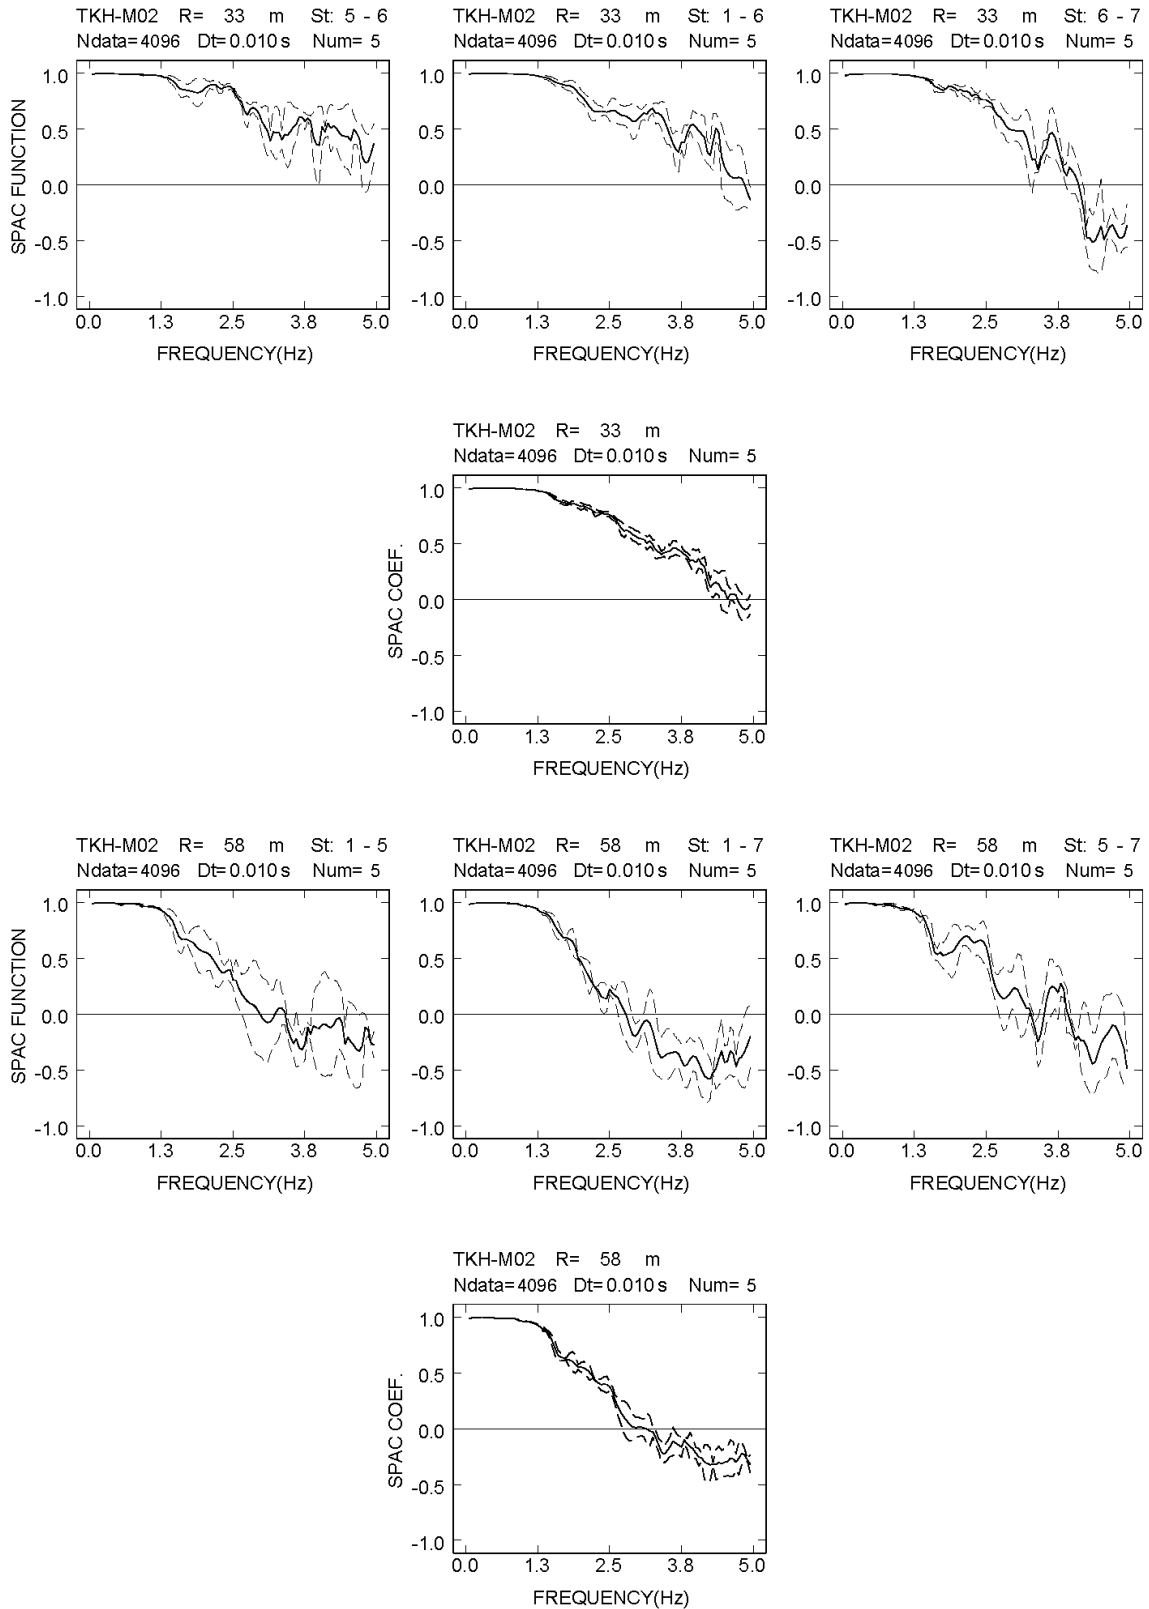 TKH-M02 R= 33 m St: 5 - 6
Ndata=4096 Dt=0.010 s Num= 5
SPAC FUNCTION
1.0
0.5
0.0
-0.5
-1.0
0.0 1.3 2.5 3.8 5.0
FREQUENCY(Hz)
TKH-M02 R= 33 m St: 1 - 6
Ndata=4096 Dt=0.010 s Num= 5
1.0
0.5
0.0
-0.5
-1.0
0.0 1.3 2.5 3.8 5.0
FREQUENCY(Hz)
TKH-M02 R= 33 m St: 6 - 7
Ndata=4096 Dt=0.010 s Num= 5
1.0
0.5
0.0
-0.5
-1.0
0.0 1.3 2.5 3.8 5.0
FREQUENCY(Hz)
TKH-M02 R= 33 m
Ndata=4096 Dt=0.010 s Num= 5
SPAC COEF.
1.0
0.5
0.0
-0.5
-1.0
0.0 1.3 2.5 3.8 5.0
FREQUENCY(Hz)
TKH-M02 R= 58 m St: 1 - 5
Ndata=4096 Dt=0.010 s Num= 5
SPAC FUNCTION
1.0
0.5
0.0
-0.5
-1.0
0.0 1.3 2.5 3.8 5.0
FREQUENCY(Hz)
TKH-M02 R= 58 m St: 1 - 7
Ndata=4096 Dt=0.010 s Num= 5
1.0
0.5
0.0
-0.5
-1.0
0.0 1.3 2.5 3.8 5.0
FREQUENCY(Hz)
TKH-M02 R= 58 m St: 5 - 7
Ndata=4096 Dt=0.010 s Num= 5
1.0
0.5
0.0
-0.5
-1.0
0.0 1.3 2.5 3.8 5.0
FREQUENCY(Hz)
TKH-M02 R= 58 m
Ndata=4096 Dt=0.010 s Num= 5
SPAC COEF.
1.0
0.5
0.0
-0.5
-1.0
0.0 1.3 2.5 3.8 5.0
FREQUENCY(Hz)